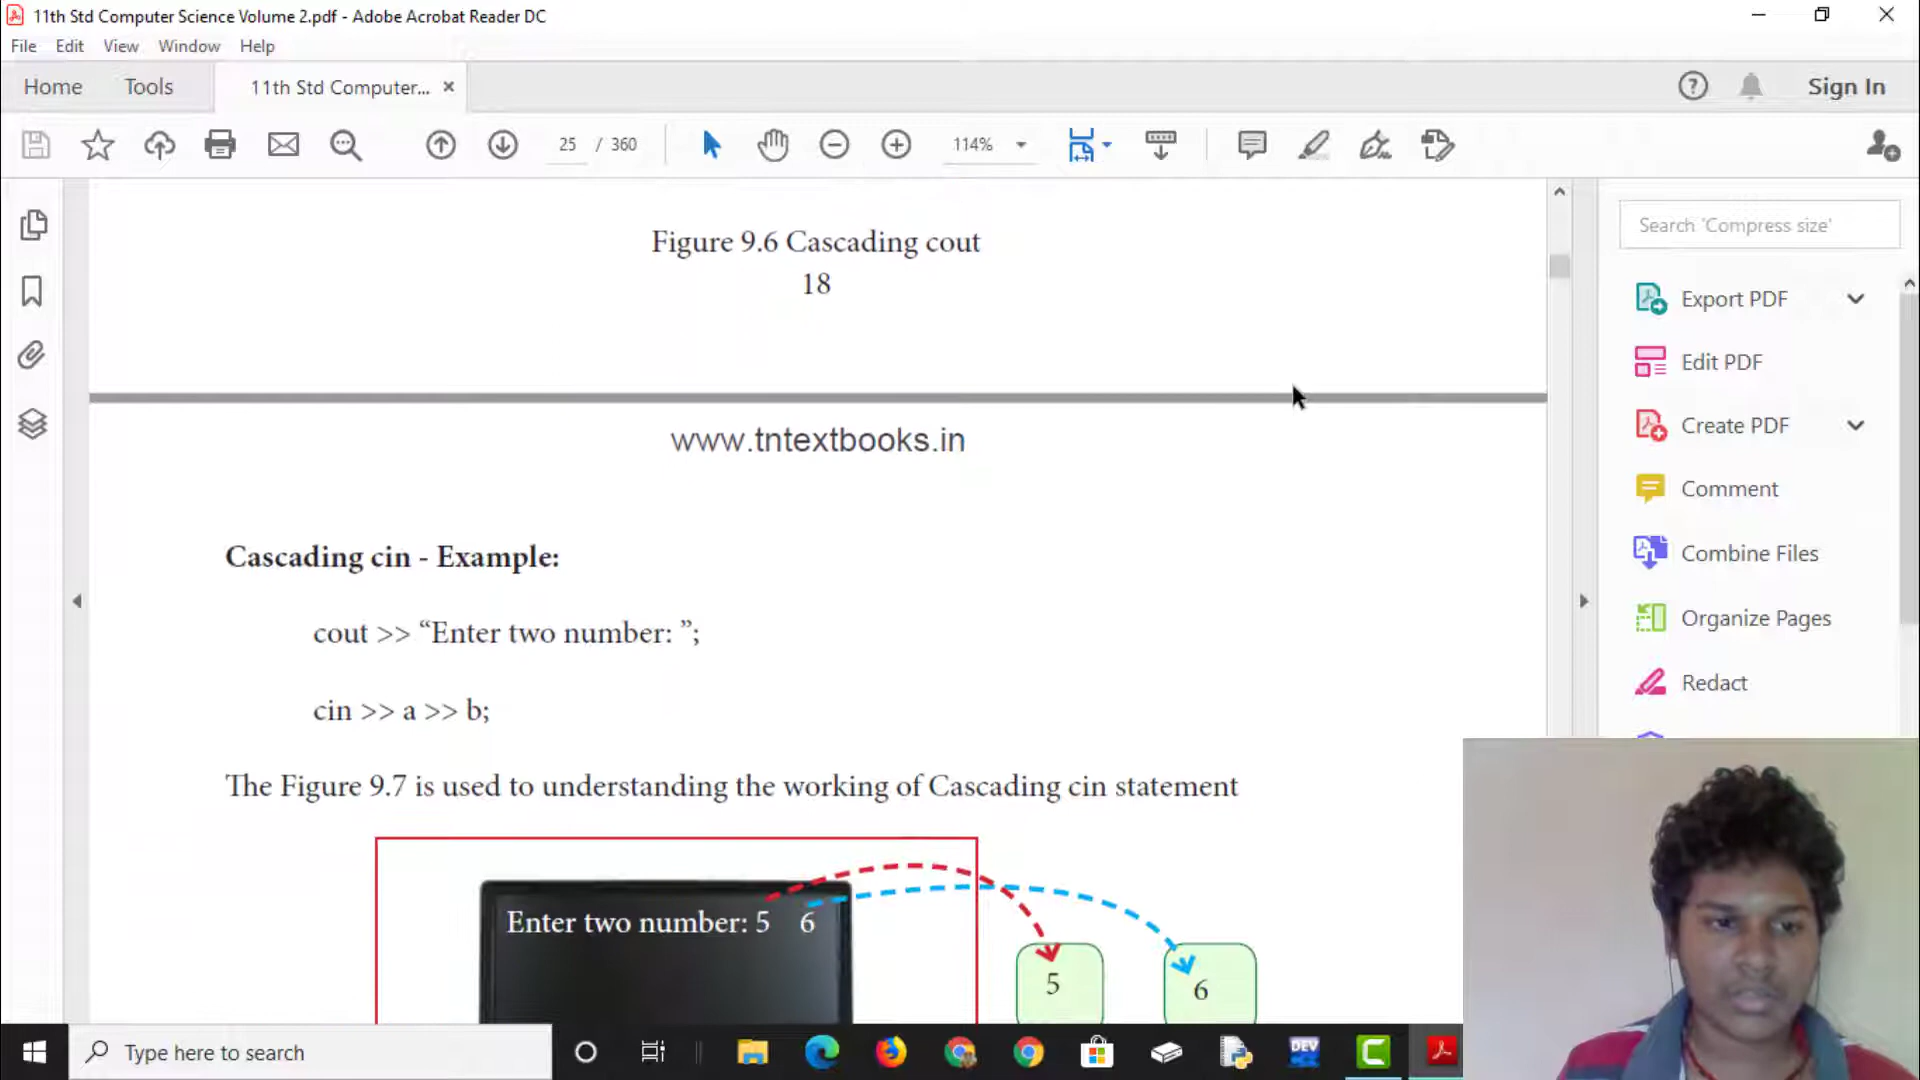 11th Std Computer Science Volume 2.pdf - Adobe Acrobat Reader DC
File Edit View Window Help
Home Tools 11th Std Computer... × Sign In
25 / 360 114%
Search 'Compress size'
Figure 9.6 Cascading cout
18
www.tntextbooks.in
Cascading cin - Example:
cout >> “Enter two number: ”;
cin >> a >> b;
The Figure 9.7 is used to understanding the working of Cascading cin statement
Enter two number: 5 6
5 6
Export PDF
Edit PDF
Create PDF
Comment
Combine Files
Organize Pages
Redact
Type here to search
DEV